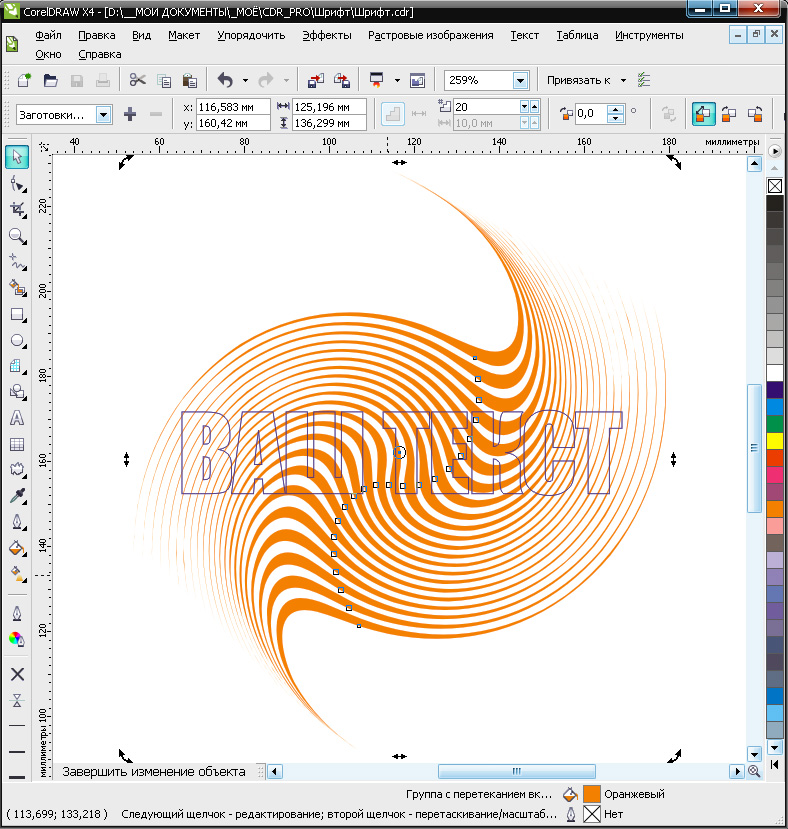 CorelDRAW X4 - [D:\__МОИ ДОКУМЕНТЫ\_МОЁ\CDR_PRO\Шрифт\Шрифт.cdr]
Файл Правка Вид Макет Упорядочить Эффекты Растровые изображения Текст Таблица Инструменты
Окно Справка
259% Привязать к
Заготовки... x: 116,583 мм 125,196 мм 20 0,0 °
y: 160,42 мм 136,299 мм 10,0 мм
40 60 80 100 120 140 160 180 миллиметры
220
200
180
160
140
120
100
миллиметры
ВАШ ТЕКСТ
Завершить изменение объекта
Группа с перетеканием вк... Оранжевый
( 113,699; 133,218 ) Следующий щелчок - редактирование; второй щелчок - перетаскивание/масштаб... Нет